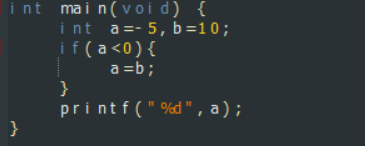 int main(void) {
int a=-5,b=10;
if(a<0){
a=b;
}
printf("%d",a);
}